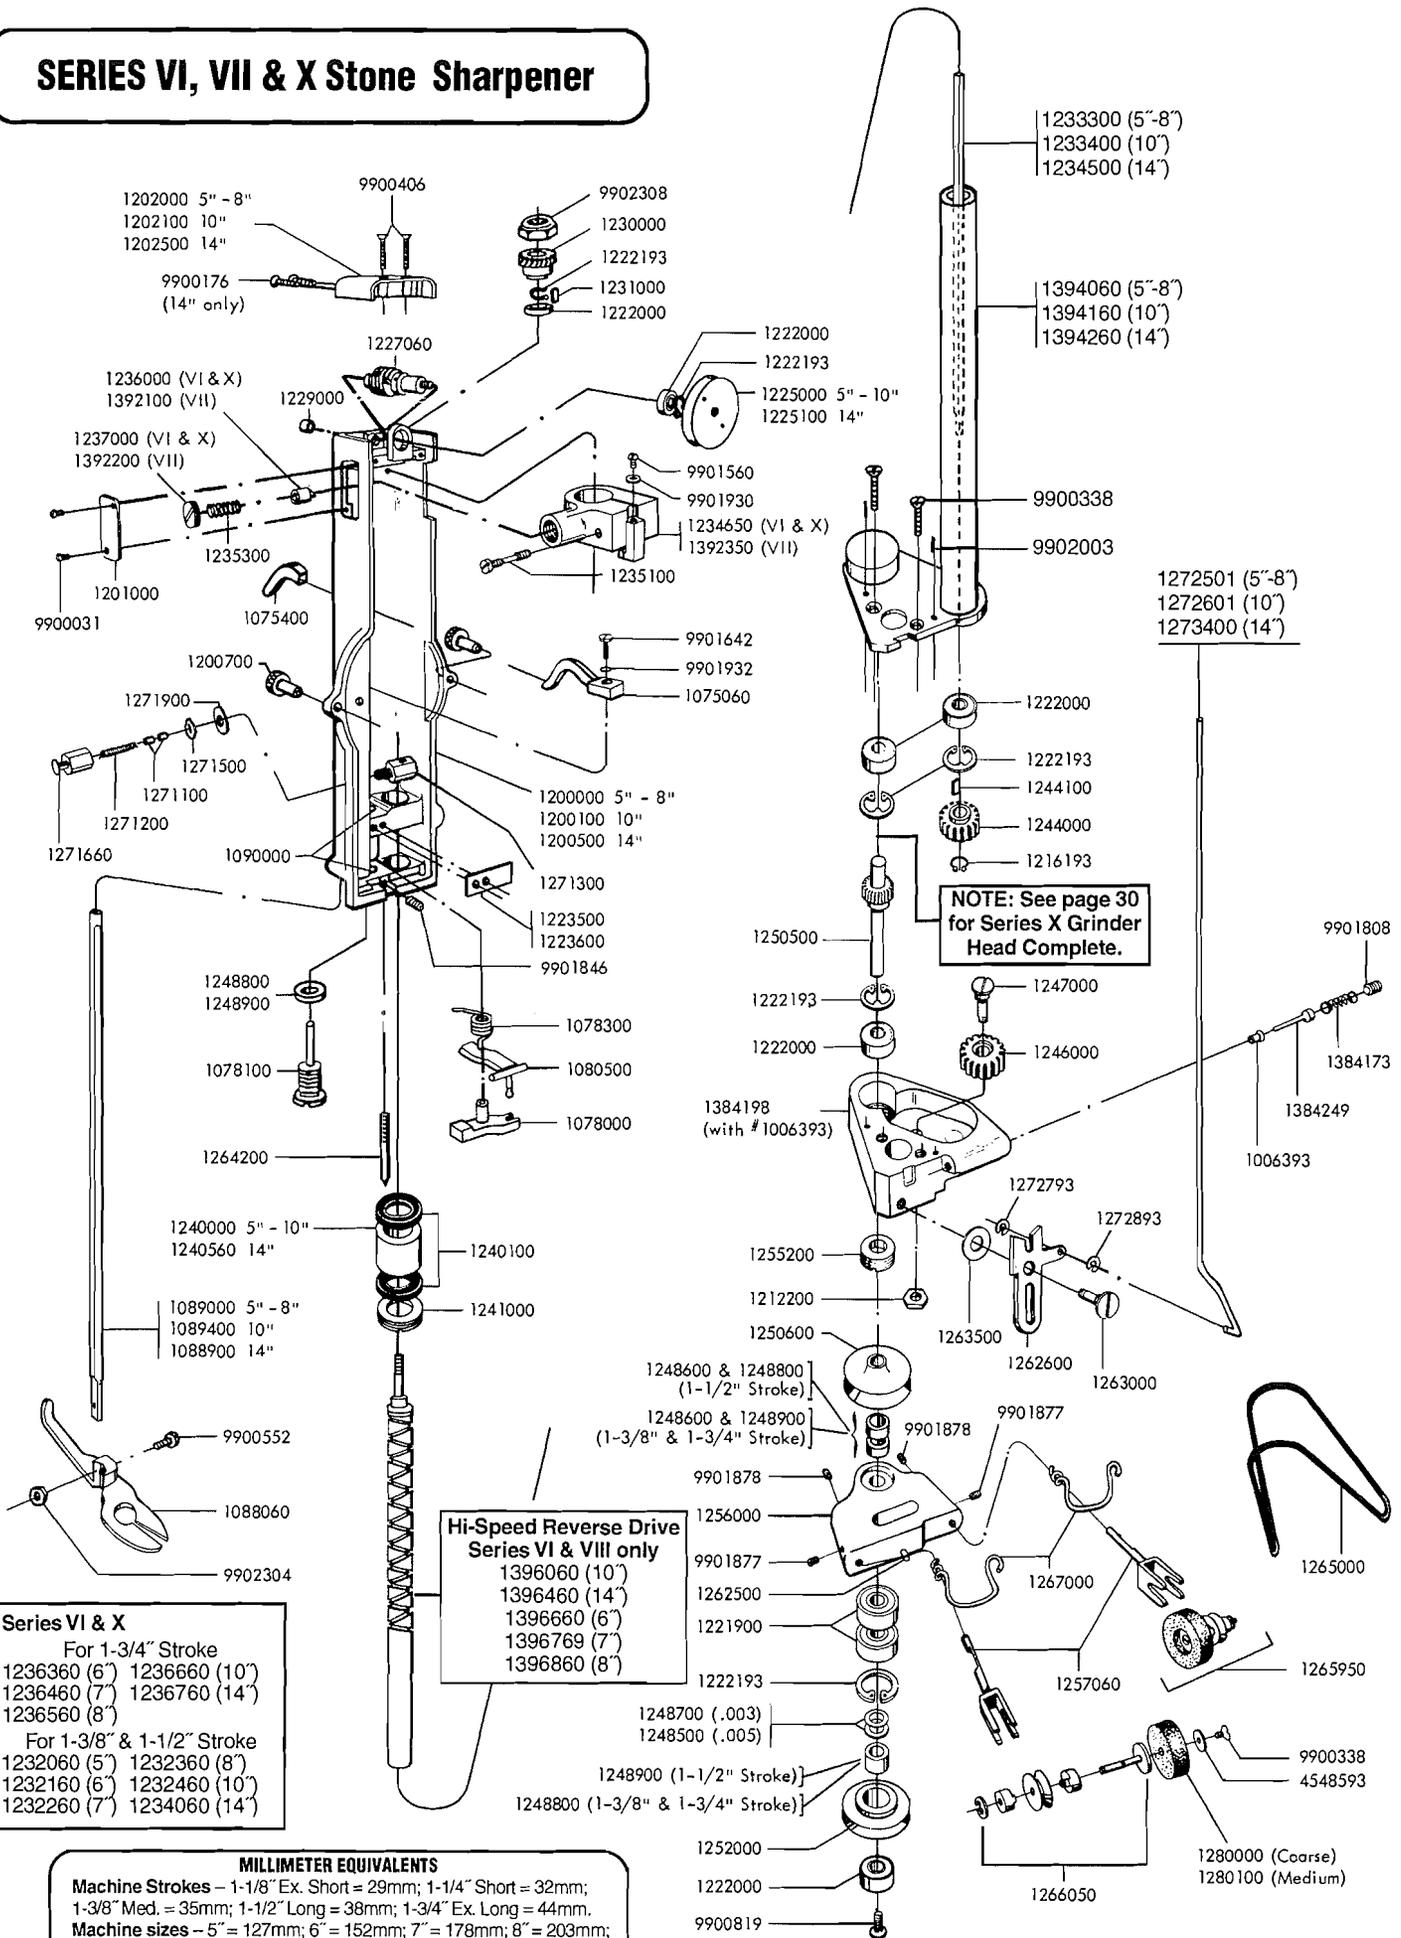 SERIES VI, VII & X Stone Sharpener
1233300 (5"-8")
1233400 (10")
1234500 (14")
1202000 5" - 8"
1202100 10"
1202500 14"
9900406
9900176
(14" only)
9902308
1230000
1222193
1231000
1222000
1394060 (5"-8")
1394160 (10")
1394260 (14")
1227060
1222000
1222193
1225000 5" - 10"
1225100 14"
1236000 (VI & X)
1392100 (VII)
1229000
1237000 (VI & X)
1392200 (VII)
9901560
9901930
1234650 (VI & X)
1392350 (VII)
1235300
1235100
1201000
9900031
1075400
9900338
9902003
1272501 (5"-8")
1272601 (10")
1273400 (14")
9901642
9901932
1075060
1200700
1271900
1271500
1271100
1271200
1271660
1090000
1200000 5" - 8"
1200100 10"
1200500 14"
1271300
1223500
1223600
9901846
1222000
1222193
1244100
1244000
1216193
NOTE: See page 30
for Series X Grinder
Head Complete.
1250500
1222193
1222000
1247000
1246000
9901808
1384173
1384249
1006393
1248800
1248900
1078100
1078300
1080500
1078000
1384198
(with #1006393)
1264200
1240000 5" - 10"
1240560 14"
1240100
1241000
1272793
1272893
1255200
1212200
1250600
1263500
1262600
1263000
1089000 5" - 8"
1089400 10"
1088900 14"
1248600 & 1248800
(1-1/2" Stroke)
1248600 & 1248900
(1-3/8" & 1-3/4" Stroke)
9901878
9901877
9900552
1088060
9902304
9901878
1256000
9901877
1262500
1221900
1222193
1267000
1265000
1257060
1265950
Hi-Speed Reverse Drive
Series VI & VIII only
1396060 (10")
1396460 (14")
1396660 (6")
1396769 (7")
1396860 (8")
Series VI & X
For 1-3/4" Stroke
1236360 (6") 1236660 (10")
1236460 (7") 1236760 (14")
1236560 (8")
For 1-3/8" & 1-1/2" Stroke
1232060 (5") 1232360 (8")
1232160 (6") 1232460 (10")
1232260 (7") 1234060 (14")
1248700 (.003)
1248500 (.005)
1248900 (1-1/2" Stroke)
1248800 (1-3/8" & 1-3/4" Stroke)
1252000
1222000
9900819
9900338
4548593
1280000 (Coarse)
1280100 (Medium)
1266050
MILLIMETER EQUIVALENTS
Machine Strokes – 1-1/8" Ex. Short = 29mm; 1-1/4" Short = 32mm;
1-3/8" Med. = 35mm; 1-1/2" Long = 38mm; 1-3/4" Ex. Long = 44mm.
Machine sizes – 5" = 127mm; 6" = 152mm; 7" = 178mm; 8" = 203mm;